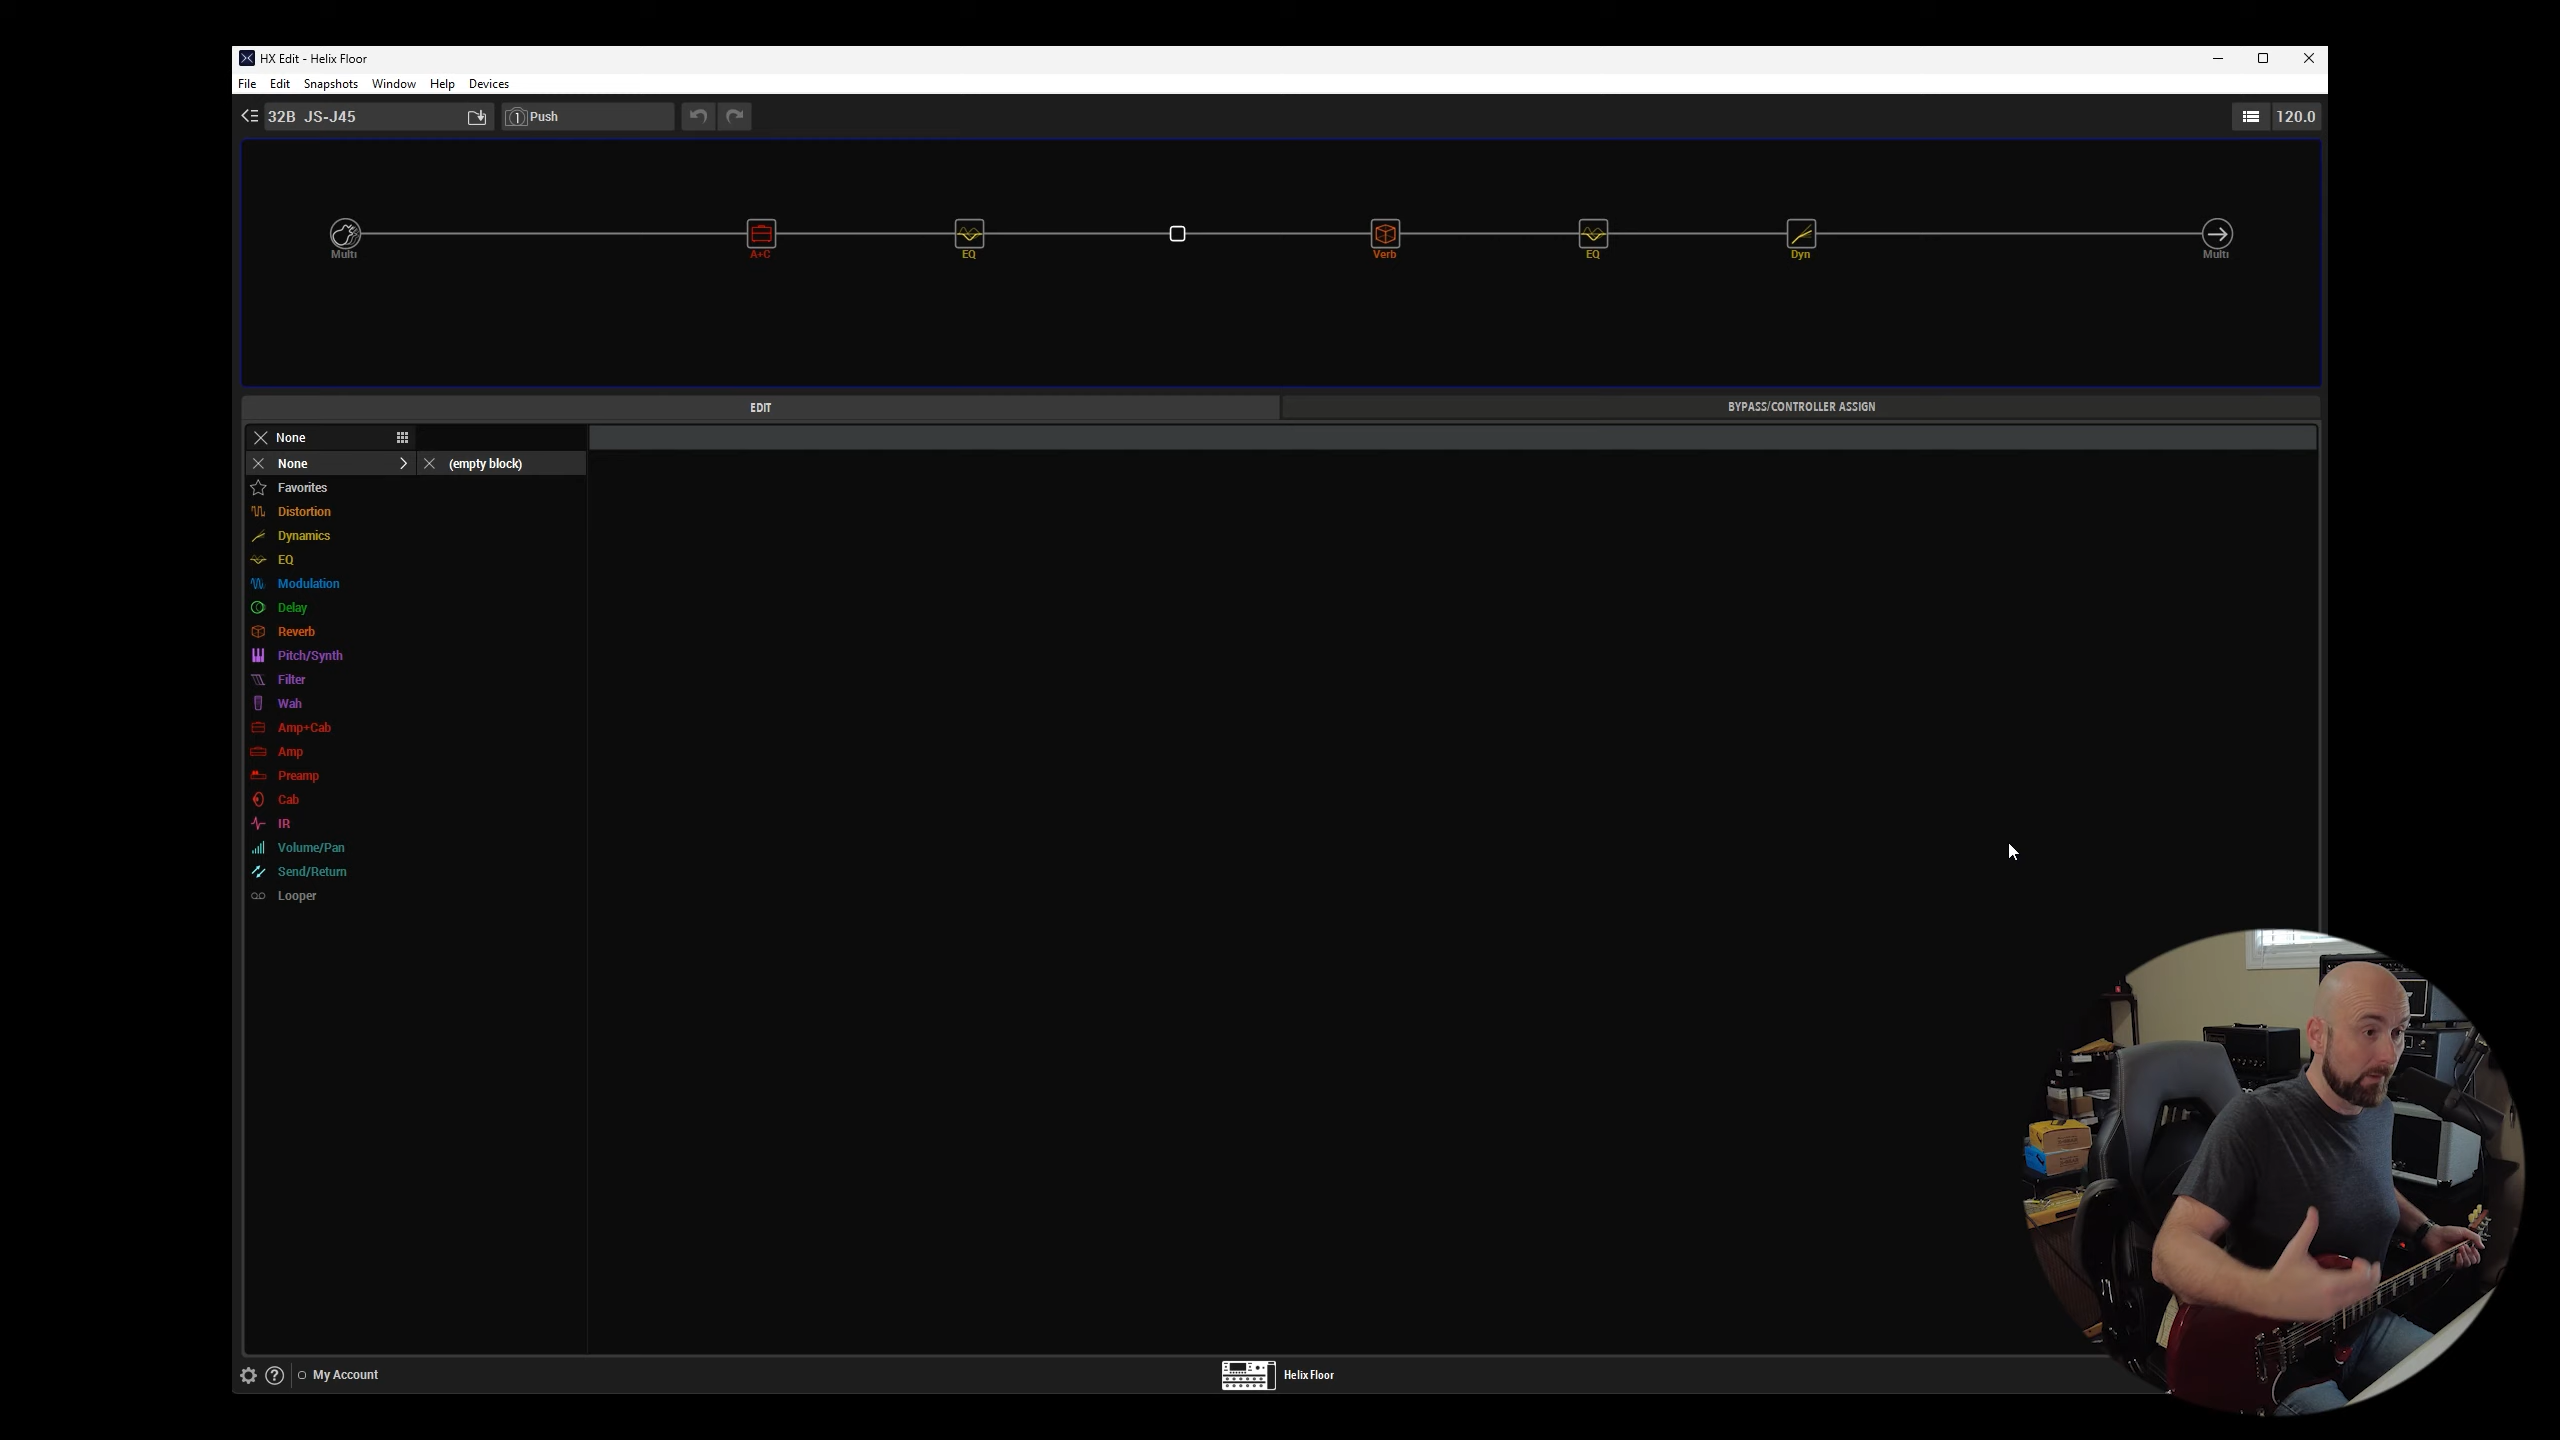 HX Edit - Helix Floor
File Edit Snapshots Window Help Devices
32B JS-J45 1 Push 120.0
Multi A+C EQ Verb EQ Dyn Multi
EDIT BYPASS/CONTROLLER ASSIGN
None
None (empty block)
Favorites
Distortion
Dynamics
EQ
Modulation
Delay
Reverb
Pitch/Synth
Filter
Wah
Amp+Cab
Amp
Preamp
Cab
IR
Volume/Pan
Send/Return
Looper
? My Account Helix Floor